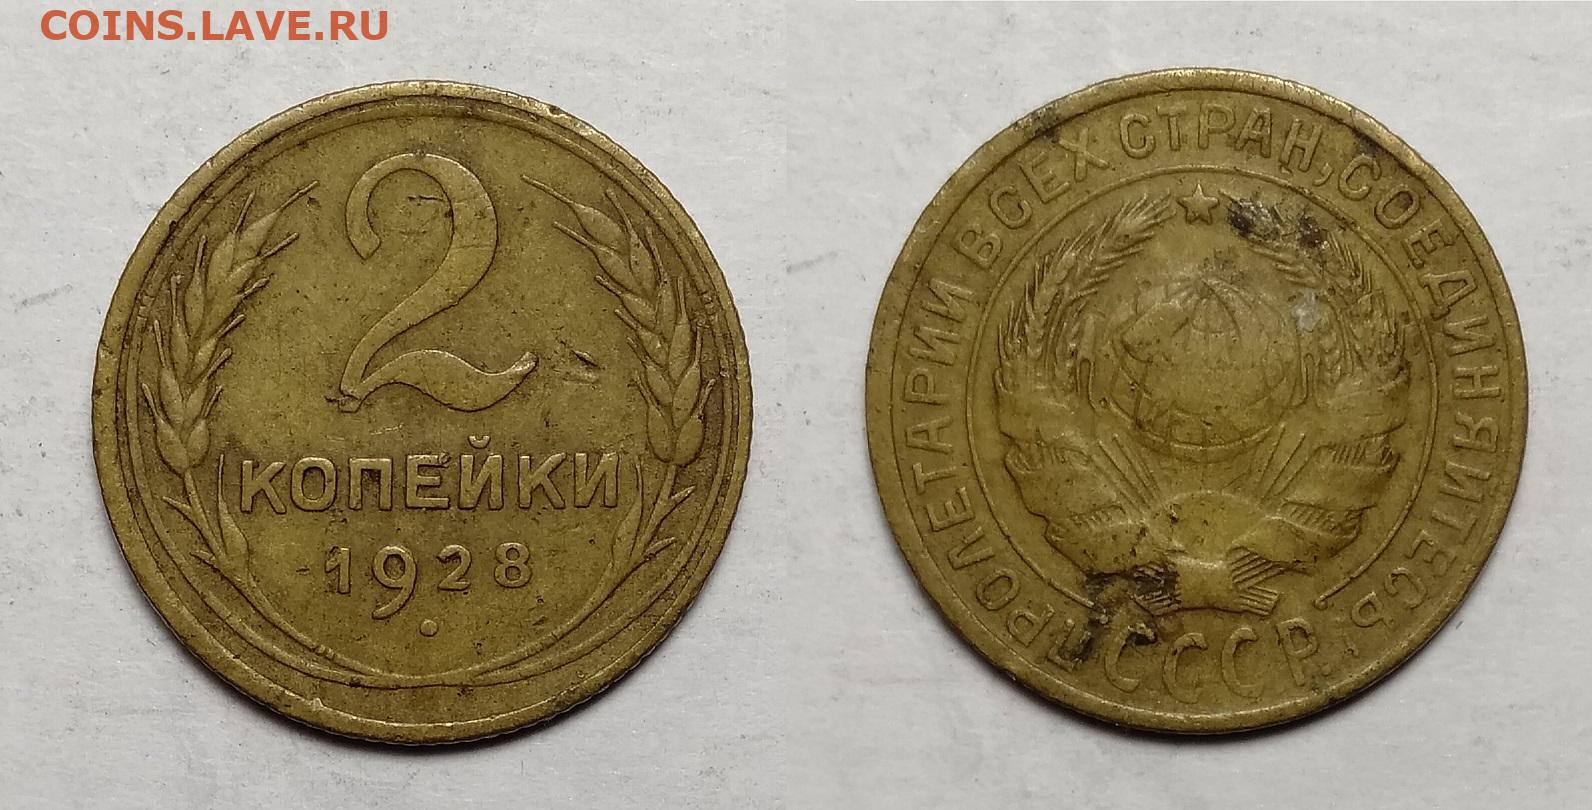 COINS.LAVE.RU
2
КОПЕЙКИ
1928
ПРОЛЕТАРИИ ВСЕХ СТРАН, СОЕДИНЯЙТЕСЬ
СССР.